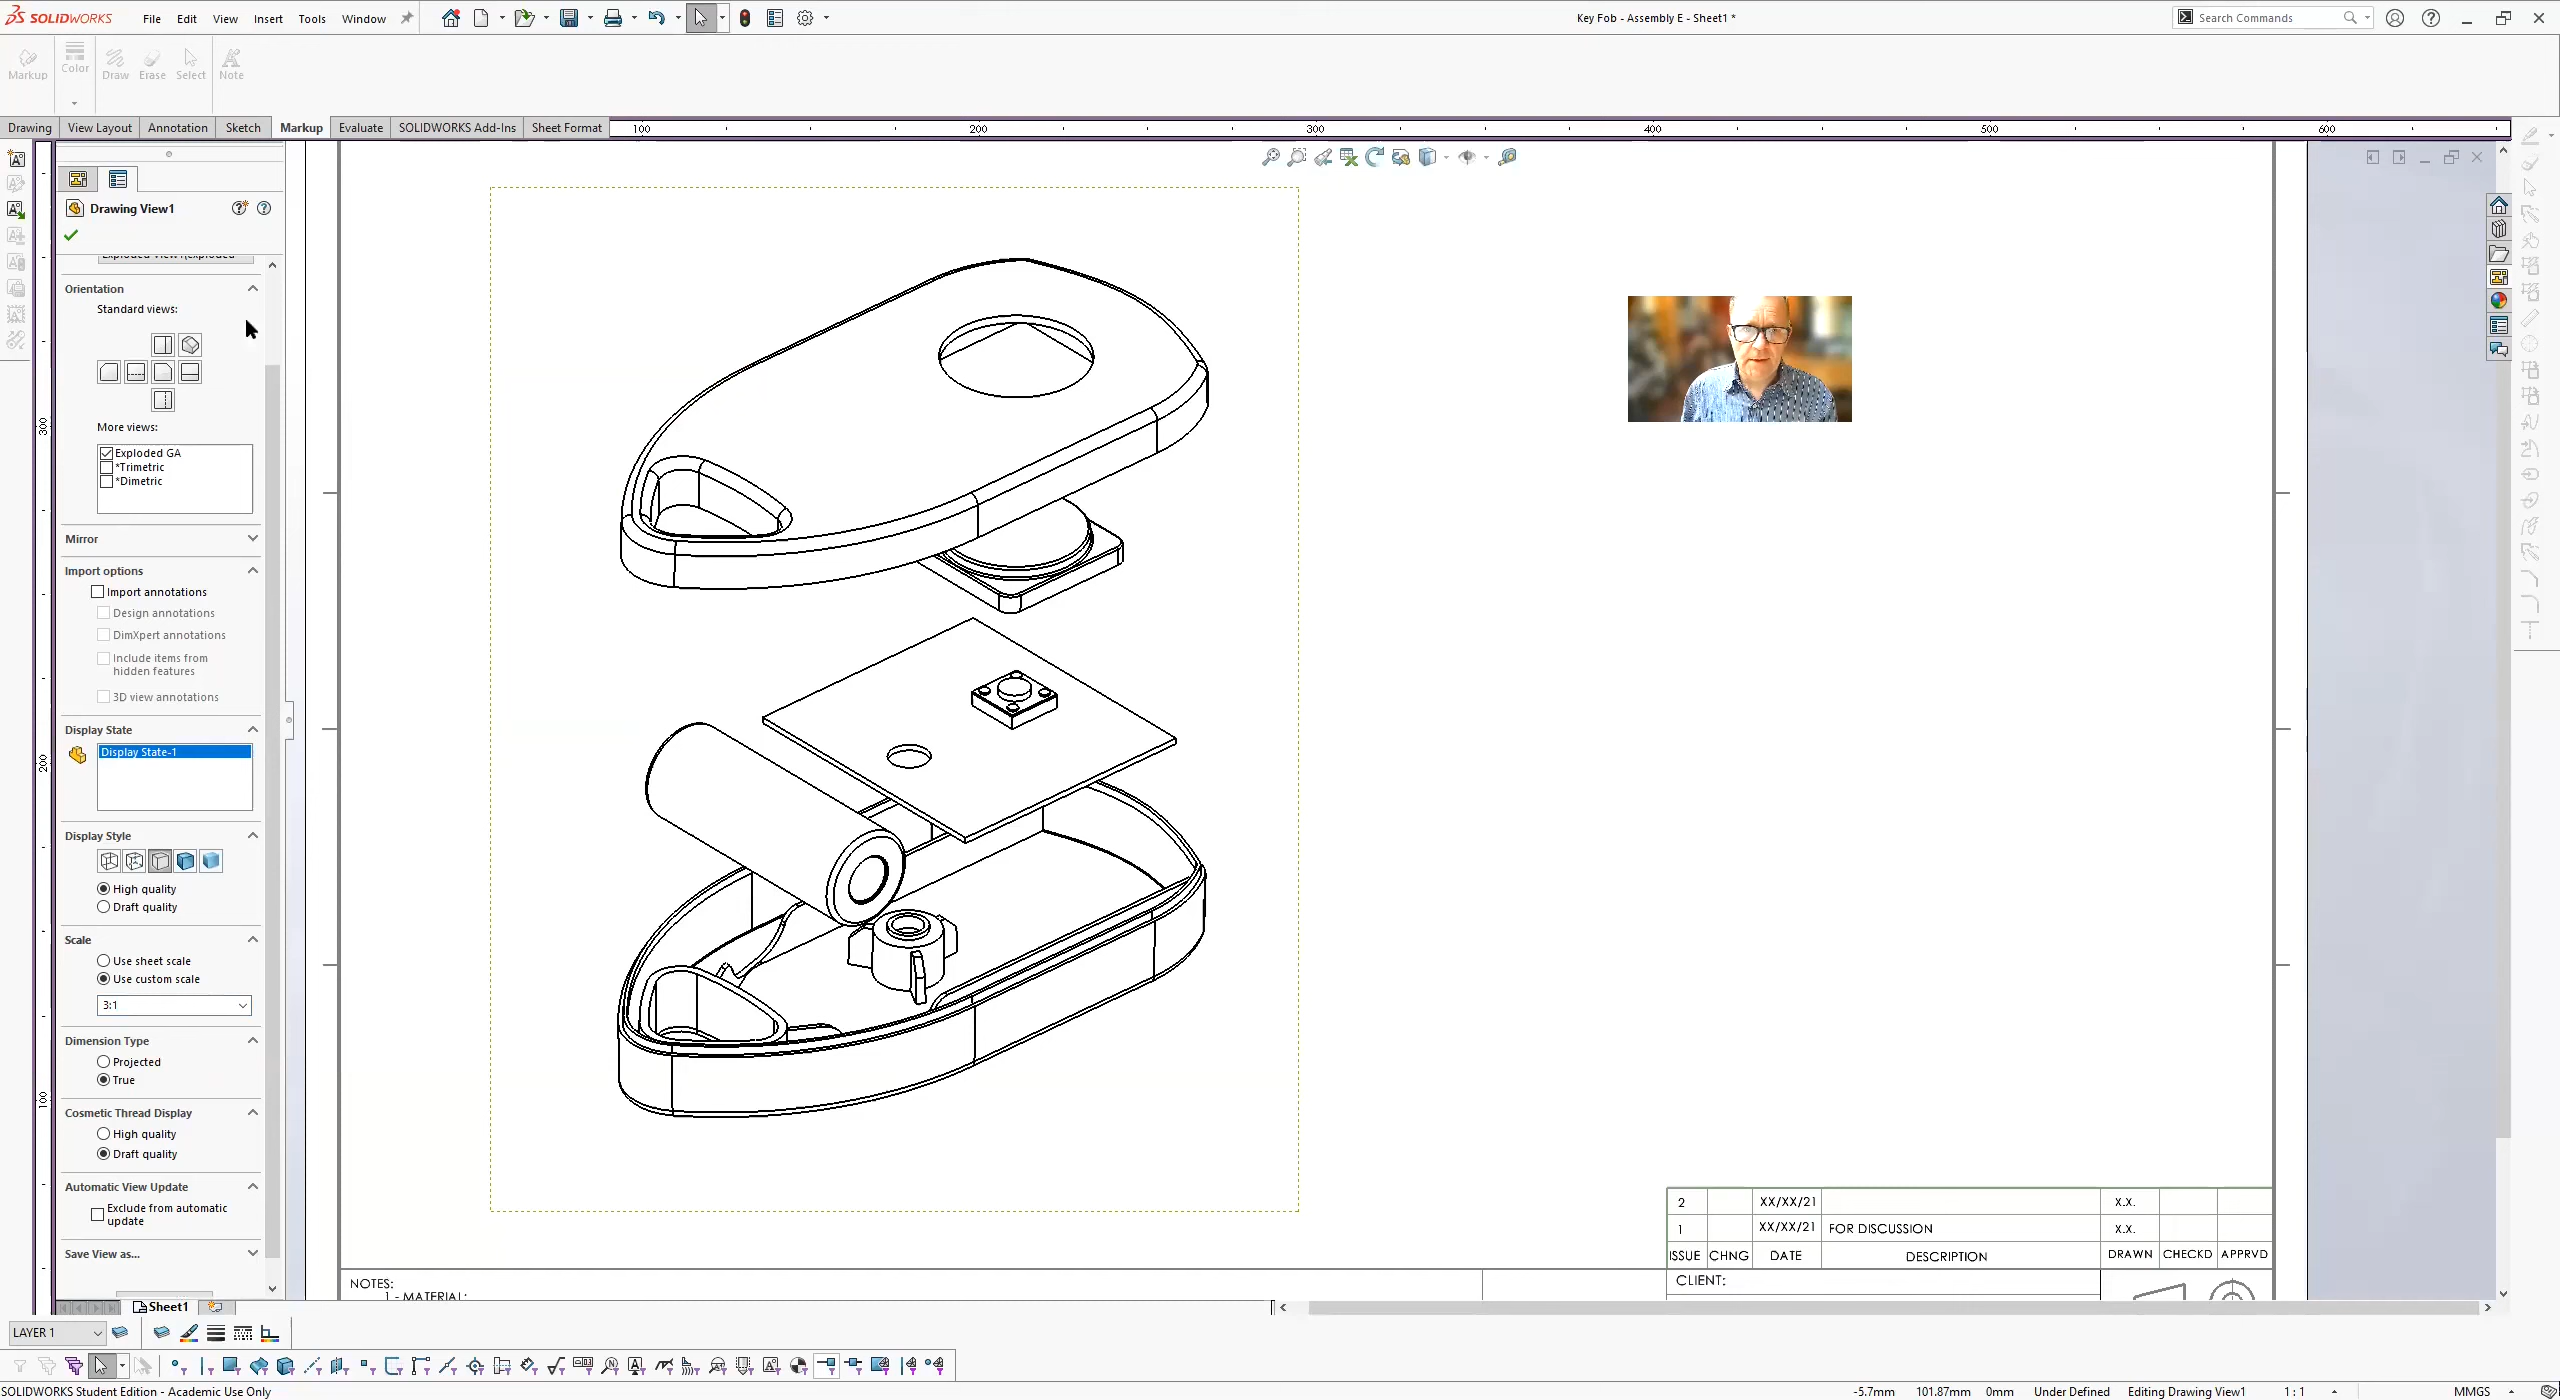 SOLIDWORKS File Edit View Insert Tools Window
Key Fob - Assembly E - Sheet1 *
Search Commands
Markup Color Draw Erase Select Note
Drawing View Layout Annotation Sketch Markup Evaluate SOLIDWORKS Add-Ins Sheet Format
100 200 300 400 500 600
300
200
100
Drawing View1
Orientation
Standard views:
More views:
Exploded GA
*Trimetric
*Dimetric
Mirror
Import options
Import annotations
Design annotations
DimXpert annotations
Include items from
hidden features
3D view annotations
Display State
Display State-1
Display Style
High quality
Draft quality
Scale
Use sheet scale
Use custom scale
3:1
Dimension Type
Projected
True
Cosmetic Thread Display
High quality
Draft quality
Automatic View Update
Exclude from automatic
update
Save View as...
2 XX/XX/21 X.X.
1 XX/XX/21 FOR DISCUSSION X.X.
ISSUE CHNG DATE DESCRIPTION DRAWN CHECKD APPRVD
CLIENT:
NOTES:
1 - MATERIAL:
Sheet1
LAYER 1
SOLIDWORKS Student Edition - Academic Use Only
-5.7mm 101.87mm 0mm Under Defined Editing Drawing View1 1 : 1 MMGS